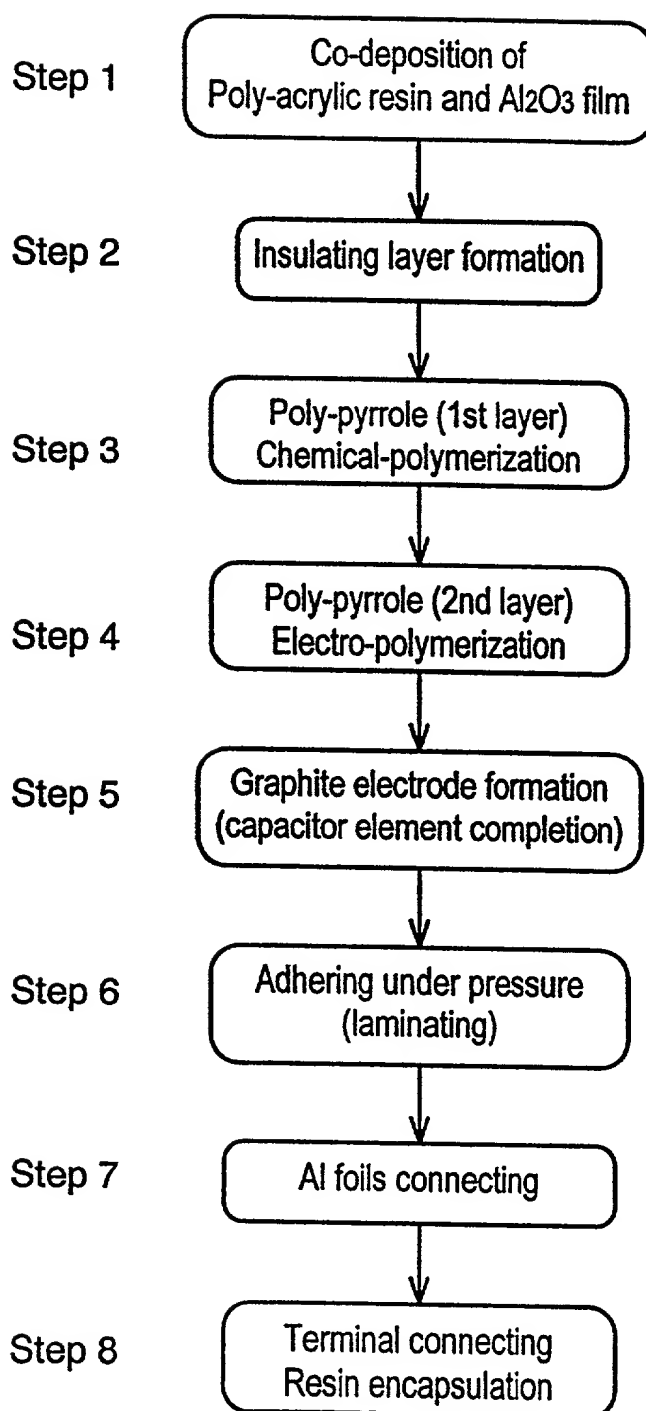 Step 1
Co-deposition of
Poly-acrylic resin and Al2O3 film
Step 2
Insulating layer formation
Step 3
Poly-pyrrole (1st layer)
Chemical-polymerization
Step 4
Poly-pyrrole (2nd layer)
Electro-polymerization
Step 5
Graphite electrode formation
(capacitor element completion)
Step 6
Adhering under pressure
(laminating)
Step 7
Al foils connecting
Step 8
Terminal connecting
Resin encapsulation